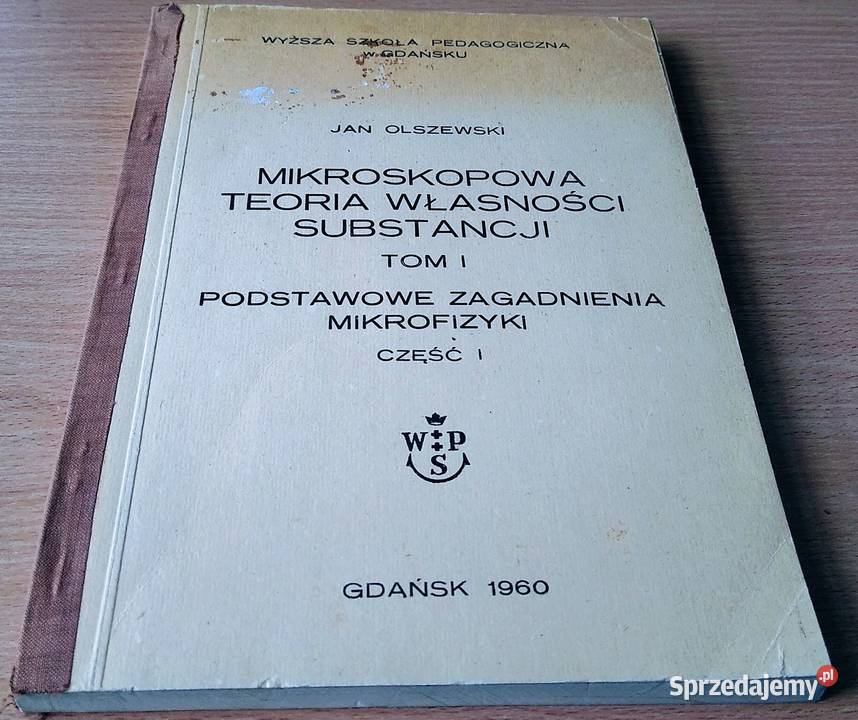 WYŻSZA SZKOŁA PEDAGOGICZNA
W GDAŃSKU
JAN OLSZEWSKI
MIKROSKOPOWA
TEORIA WŁASNOŚCI
SUBSTANCJI
TOM I
PODSTAWOWE ZAGADNIENIA
MIKROFIZYKI
CZĘŚĆ I
W P
S
GDAŃSK 1960
Sprzedajemy.pl